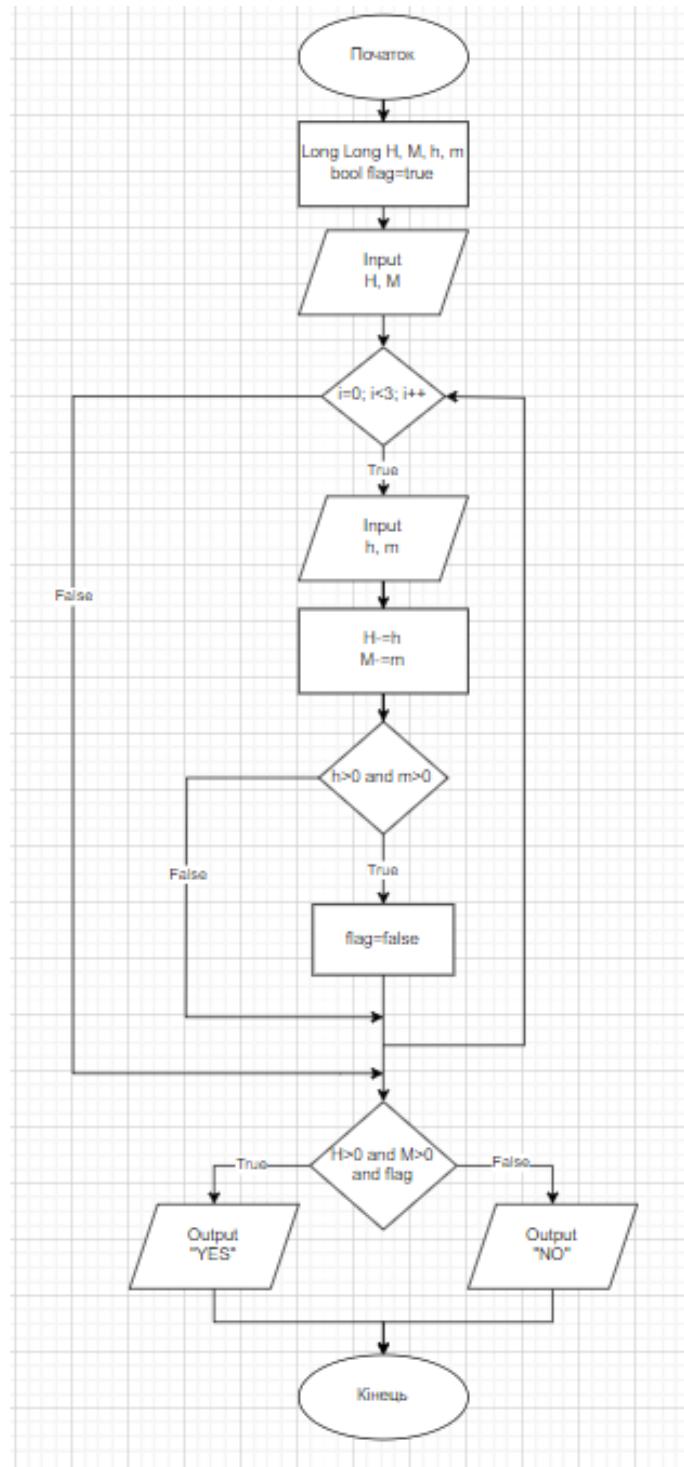 Початок
Long Long H, M, h, m
bool flag=true
Input
H, M
i=0; i<3; i++
True
Input
h, m
False
H-=h
M-=m
h>0 and m>0
False
True
flag=false
H>0 and M>0
and flag
True
False
Output
"YES"
Output
"NO"
Кінець